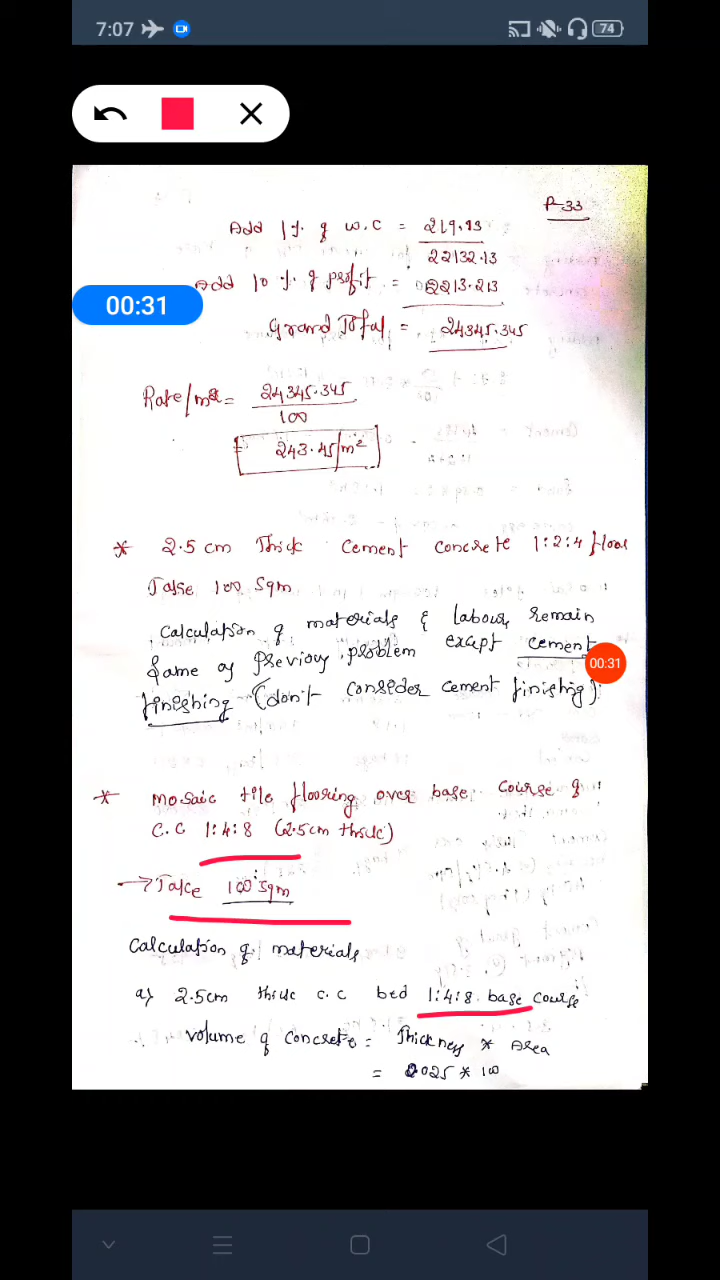 7:07
74
P-33
Add 1% of w.c = 219.13
22132.13
Add 10% of profit = 2213.213
00:31
Grand Total = 24345.345
Rate/m² = 24345.345
100
= 243.45/m²
* 2.5 cm Thick cement concrete 1:2:4 floor
Take 100 Sqm
Calculation of materials & labour remain
same as previous problem except cement
00:31
finishing (don't consider cement finishing).
* Mosaic tile flooring over base course of
C.C 1:4:8 (2.5cm thick)
→ Take 100 Sqm
Calculation of materials
a) 2.5cm thick c.c bed 1:4:8 base course
∴ volume of concrete = Thickness * Area
= 0.025 * 100